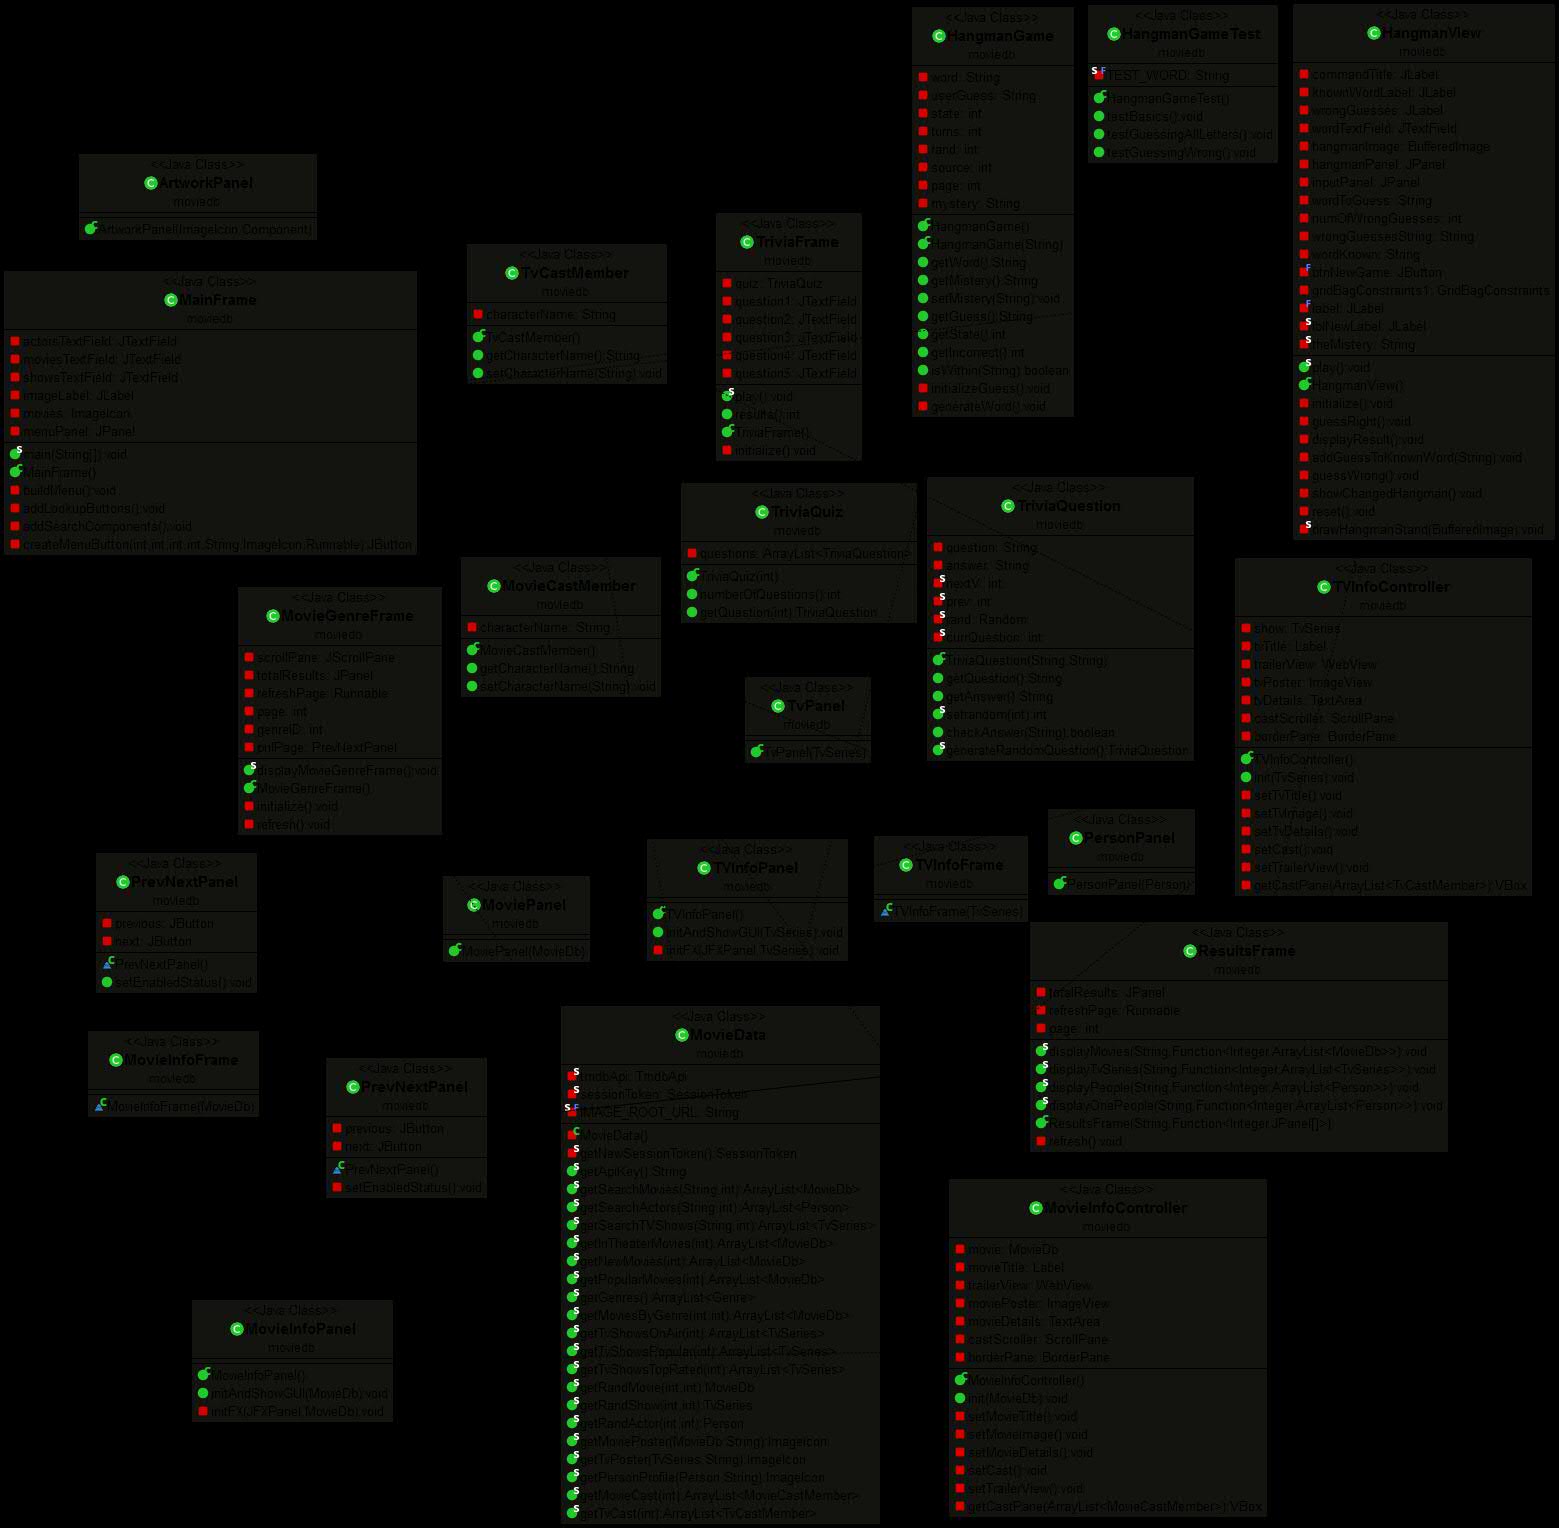 <<Java Class>>
ArtworkPanel
moviedb
ArtworkPanel(ImageIcon,Component)
<<Java Class>>
MainFrame
moviedb
actorsTextField: JTextField
moviesTextField: JTextField
showsTextField: JTextField
imageLabel: JLabel
movies: ImageIcon
menuPanel: JPanel
main(String[]):void
MainFrame()
buildMenu():void
addLookupButtons():void
addSearchComponents():void
createMenuButton(int,int,int,int,String,ImageIcon,Runnable):JButton
<<Java Class>>
TvCastMember
moviedb
characterName: String
TvCastMember()
getCharacterName():String
setCharacterName(String):void
<<Java Class>>
TriviaFrame
moviedb
quiz: TriviaQuiz
question1: JTextField
question2: JTextField
question3: JTextField
question4: JTextField
question5: JTextField
play():void
results():int
TriviaFrame()
initialize():void
<<Java Class>>
HangmanGame
moviedb
word: String
userGuess: String
state: int
turns: int
rand: int
source: int
page: int
mystery: String
HangmanGame()
HangmanGame(String)
getWord():String
getMistery():String
setMistery(String):void
getGuess():String
getState():int
getIncorrect():int
isWithin(String):boolean
initializeGuess():void
generateWord():void
<<Java Class>>
HangmanGameTest
moviedb
TEST_WORD: String
HangmanGameTest()
testBasics():void
testGuessingAllLetters():void
testGuessingWrong():void
<<Java Class>>
HangmanView
moviedb
commandTitle: JLabel
knownWordLabel: JLabel
wrongGuesses: JLabel
wordTextField: JTextField
hangmanImage: BufferedImage
hangmanPanel: JPanel
inputPanel: JPanel
wordToGuess: String
numOfWrongGuesses: int
wrongGuessesString: String
wordKnown: String
btnNewGame: JButton
gridBagConstraints1: GridBagConstraints
label: JLabel
lblNewLabel: JLabel
theMistery: String
play():void
HangmanView()
initialize():void
guessRight():void
displayResult():void
addGuessToKnownWord(String):void
guessWrong():void
showChangedHangman():void
reset():void
drawHangmanStand(BufferedImage):void
<<Java Class>>
MovieGenreFrame
moviedb
scrollPane: JScrollPane
totalResults: JPanel
refreshPage: Runnable
page: int
genreID: int
pnlPage: PrevNextPanel
displayMovieGenreFrame():void
MovieGenreFrame()
initialize():void
refresh():void
<<Java Class>>
MovieCastMember
moviedb
characterName: String
MovieCastMember()
getCharacterName():String
setCharacterName(String):void
<<Java Class>>
TriviaQuiz
moviedb
questions: ArrayList<TriviaQuestion>
TriviaQuiz(int)
numberOfQuestions():int
getQuestion(int):TriviaQuestion
<<Java Class>>
TriviaQuestion
moviedb
question: String
answer: String
nextV: int
prev: int
rand: Random
currQuestion: int
TriviaQuestion(String,String)
getQuestion():String
getAnswer():String
setrandom(int):int
checkAnswer(String):boolean
generateRandomQuestion():TriviaQuestion
<<Java Class>>
TVInfoController
moviedb
show: TvSeries
tvTitle: Label
trailerView: WebView
tvPoster: ImageView
tvDetails: TextArea
castScroller: ScrollPane
borderPane: BorderPane
TVInfoController()
init(TvSeries):void
setTvTitle():void
setTvImage():void
setTvDetails():void
setCast():void
setTrailerView():void
getCastPane(ArrayList<TvCastMember>):VBox
<<Java Class>>
TvPanel
moviedb
TvPanel(TvSeries)
<<Java Class>>
PrevNextPanel
moviedb
previous: JButton
next: JButton
PrevNextPanel()
setEnabledStatus():void
<<Java Class>>
MoviePanel
moviedb
MoviePanel(MovieDb)
<<Java Class>>
TVInfoPanel
moviedb
TVInfoPanel()
initAndShowGUI(TvSeries):void
initFX(JFXPanel,TvSeries):void
<<Java Class>>
TVInfoFrame
moviedb
TVInfoFrame(TvSeries)
<<Java Class>>
PersonPanel
moviedb
PersonPanel(Person)
<<Java Class>>
ResultsFrame
moviedb
totalResults: JPanel
refreshPage: Runnable
page: int
displayMovies(String,Function<Integer,ArrayList<MovieDb>>):void
displayTvSeries(String,Function<Integer,ArrayList<TvSeries>>):void
displayPeople(String,Function<Integer,ArrayList<Person>>):void
displayOnePeople(String,Function<Integer,ArrayList<Person>>):void
ResultsFrame(String,Function<Integer,JPanel[]>)
refresh():void
<<Java Class>>
MovieInfoFrame
moviedb
MovieInfoFrame(MovieDb)
<<Java Class>>
PrevNextPanel
moviedb
previous: JButton
next: JButton
PrevNextPanel()
setEnabledStatus():void
<<Java Class>>
MovieData
moviedb
tmdbApi: TmdbApi
sessionToken: SessionToken
IMAGE_ROOT_URL: String
MovieData()
getNewSessionToken():SessionToken
getApiKey():String
getSearchMovies(String,int):ArrayList<MovieDb>
getSearchActors(String,int):ArrayList<Person>
getSearchTVShows(String,int):ArrayList<TvSeries>
getInTheaterMovies(int):ArrayList<MovieDb>
getNewMovies(int):ArrayList<MovieDb>
getPopularMovies(int):ArrayList<MovieDb>
getGenres():ArrayList<Genre>
getMoviesByGenre(int,int):ArrayList<MovieDb>
getTvShowsOnAir(int):ArrayList<TvSeries>
getTvShowsPopular(int):ArrayList<TvSeries>
getTvShowsTopRated(int):ArrayList<TvSeries>
getRandMovie(int,int):MovieDb
getRandShow(int,int):TvSeries
getRandActor(int,int):Person
getMoviePoster(MovieDb,String):ImageIcon
getTvPoster(TvSeries,String):ImageIcon
getPersonProfile(Person,String):ImageIcon
getMovieCast(int):ArrayList<MovieCastMember>
getTvCast(int):ArrayList<TvCastMember>
<<Java Class>>
MovieInfoController
moviedb
movie: MovieDb
movieTitle: Label
trailerView: WebView
moviePoster: ImageView
movieDetails: TextArea
castScroller: ScrollPane
borderPane: BorderPane
MovieInfoController()
init(MovieDb):void
setMovieTitle():void
setMovieImage():void
setMovieDetails():void
setCast():void
setTrailerView():void
getCastPane(ArrayList<MovieCastMember>):VBox
<<Java Class>>
MovieInfoPanel
moviedb
MovieInfoPanel()
initAndShowGUI(MovieDb):void
initFX(JFXPanel,MovieDb):void